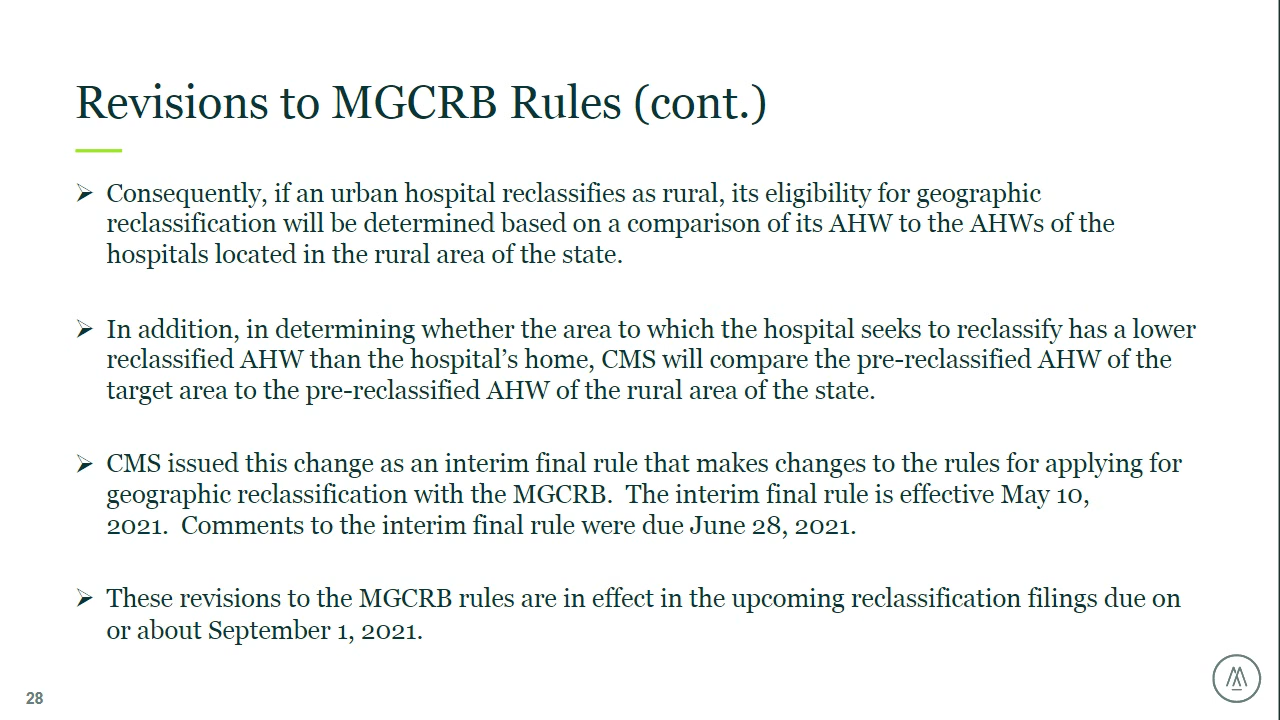 Revisions to MGCRB Rules (cont.)
➢ Consequently, if an urban hospital reclassifies as rural, its eligibility for geographic
reclassification will be determined based on a comparison of its AHW to the AHWs of the
hospitals located in the rural area of the state.
➢ In addition, in determining whether the area to which the hospital seeks to reclassify has a lower
reclassified AHW than the hospital’s home, CMS will compare the pre-reclassified AHW of the
target area to the pre-reclassified AHW of the rural area of the state.
➢ CMS issued this change as an interim final rule that makes changes to the rules for applying for
geographic reclassification with the MGCRB.  The interim final rule is effective May 10,
2021.  Comments to the interim final rule were due June 28, 2021.
➢ These revisions to the MGCRB rules are in effect in the upcoming reclassification filings due on
or about September 1, 2021.
28